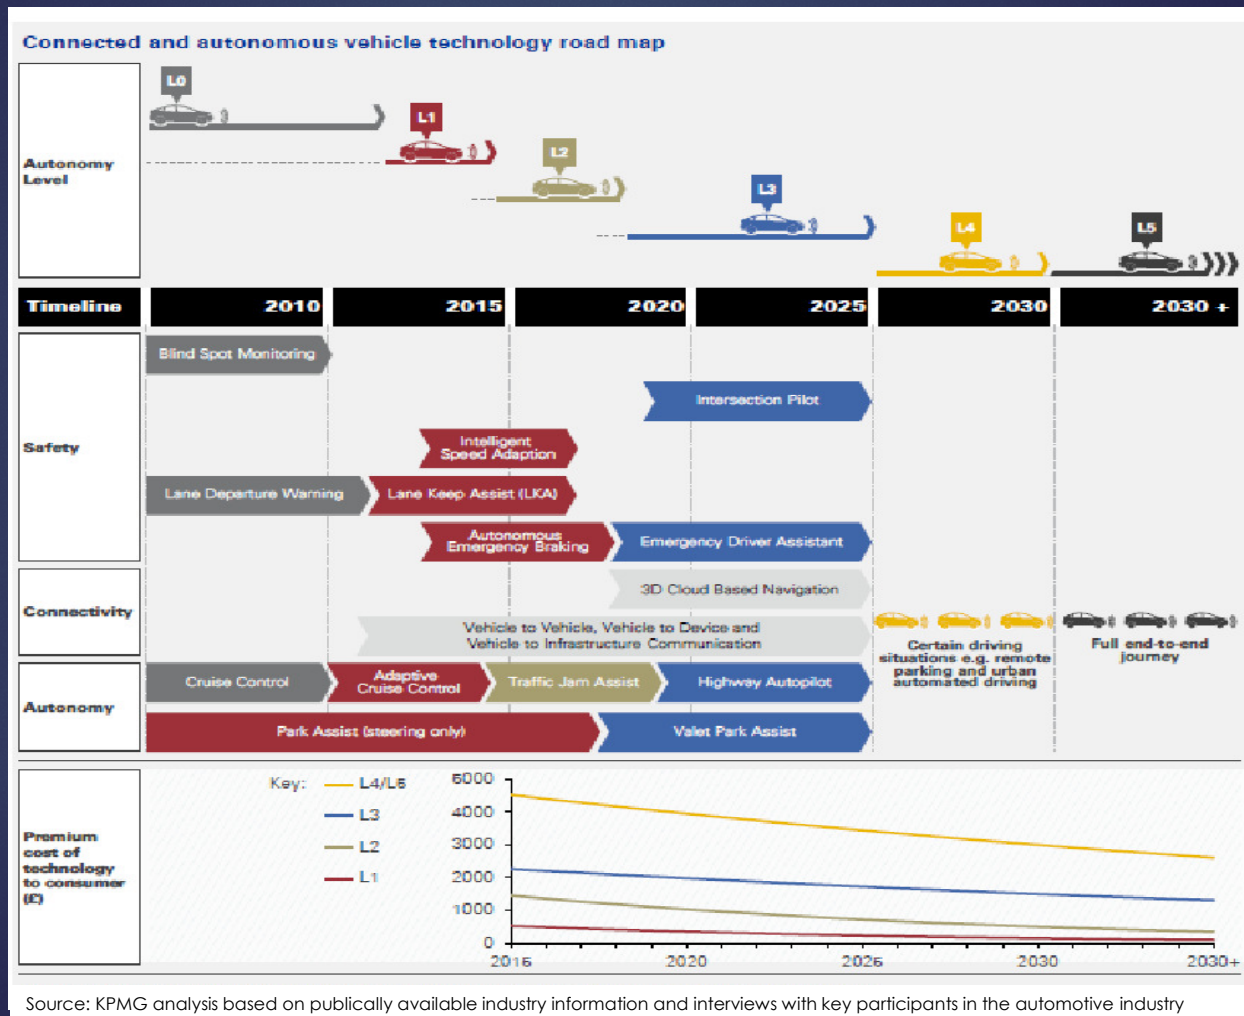 Connected and autonomous vehicle technology road map
L0
L1
L2
L3
L4
L5
Autonomy
Level
Timeline
2010
2015
2020
2025
2030
2030 +
Safety
Blind Spot Monitoring
Intersection Pilot
Intelligent
Speed Adaption
Lane Departure Warning
Lane Keep Assist (LKA)
Autonomous
Emergency Braking
Emergency Driver Assistant
Connectivity
3D Cloud Based Navigation
Vehicle to Vehicle, Vehicle to Device and
Vehicle to Infrastructure Communication
Certain driving
situations e.g. remote
parking and urban
automated driving
Full end-to-end
journey
Autonomy
Cruise Control
Adaptive
Cruise Control
Traffic Jam Assist
Highway Autopilot
Park Assist (steering only)
Valet Park Assist
Premium
cost of
technology
to consumer
(£)
Key:
L4/L5
L3
L2
L1
5000
4000
3000
2000
1000
0
2015
2020
2025
2030
2030+
Source: KPMG analysis based on publically available industry information and interviews with key participants in the automotive industry